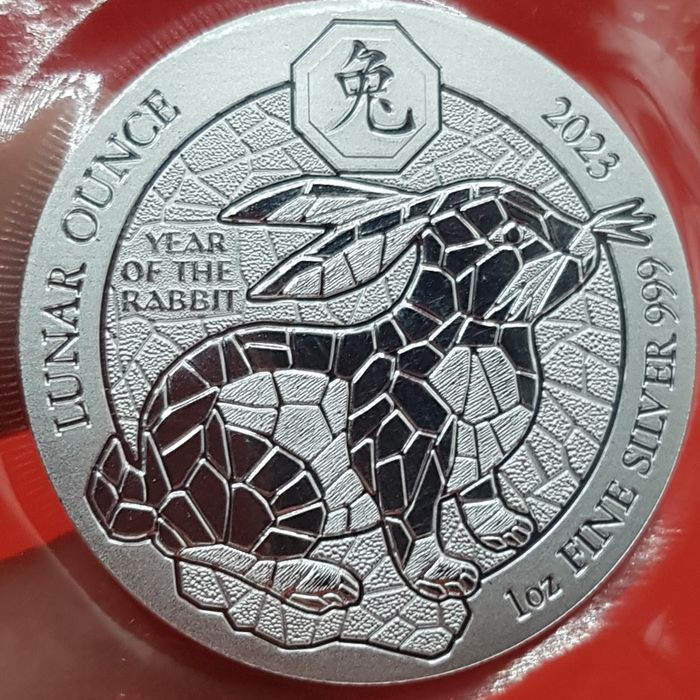 兔
LUNAR OUNCE
2023
YEAR
OF THE
RABBIT
1oz FINE SILVER 999